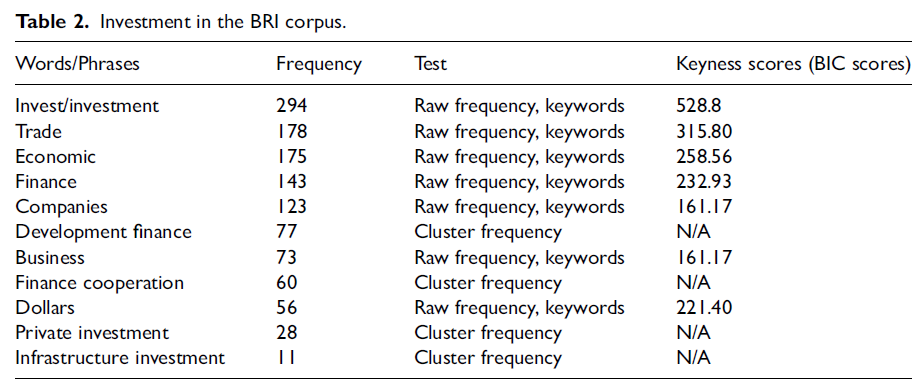 Table 2. Investment in the BRI corpus.
Words/Phrases Frequency Test Keyness scores (BIC scores)
Invest/investment 294 Raw frequency, keywords 528.8
Trade 178 Raw frequency, keywords 315.80
Economic 175 Raw frequency, keywords 258.56
Finance 143 Raw frequency, keywords 232.93
Companies 123 Raw frequency, keywords 161.17
Development finance 77 Cluster frequency N/A
Business 73 Raw frequency, keywords 161.17
Finance cooperation 60 Cluster frequency N/A
Dollars 56 Raw frequency, keywords 221.40
Private investment 28 Cluster frequency N/A
Infrastructure investment 11 Cluster frequency N/A